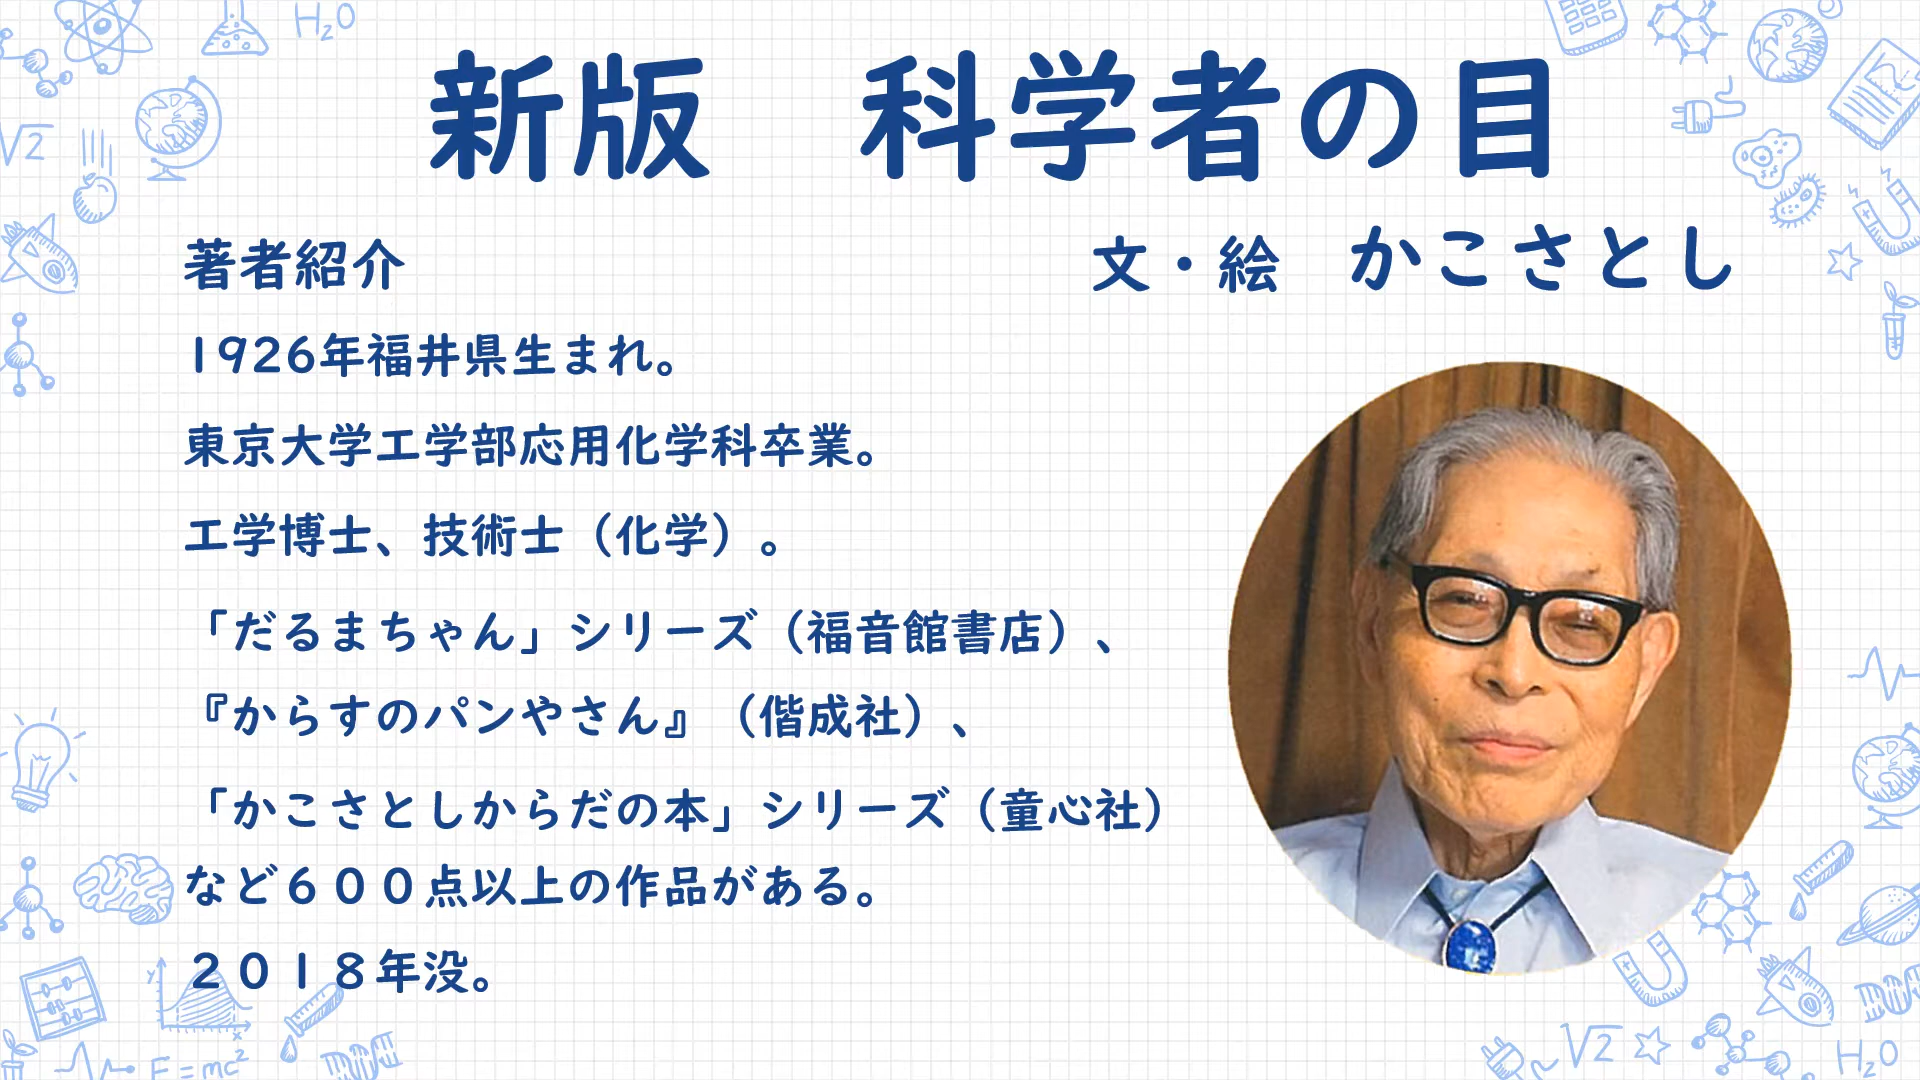 H₂O
新版　科学者の目
√2
著者紹介
文・絵　かこさとし
1926年福井県生まれ。
東京大学工学部応用化学科卒業。
工学博士、技術士（化学）。
「だるまちゃん」シリーズ（福音館書店）、
『からすのパンやさん』（偕成社）、
「かこさとしからだの本」シリーズ（童心社）
など６００点以上の作品がある。
２０１８年没。
y
x
E=mc²
√2
H₂O